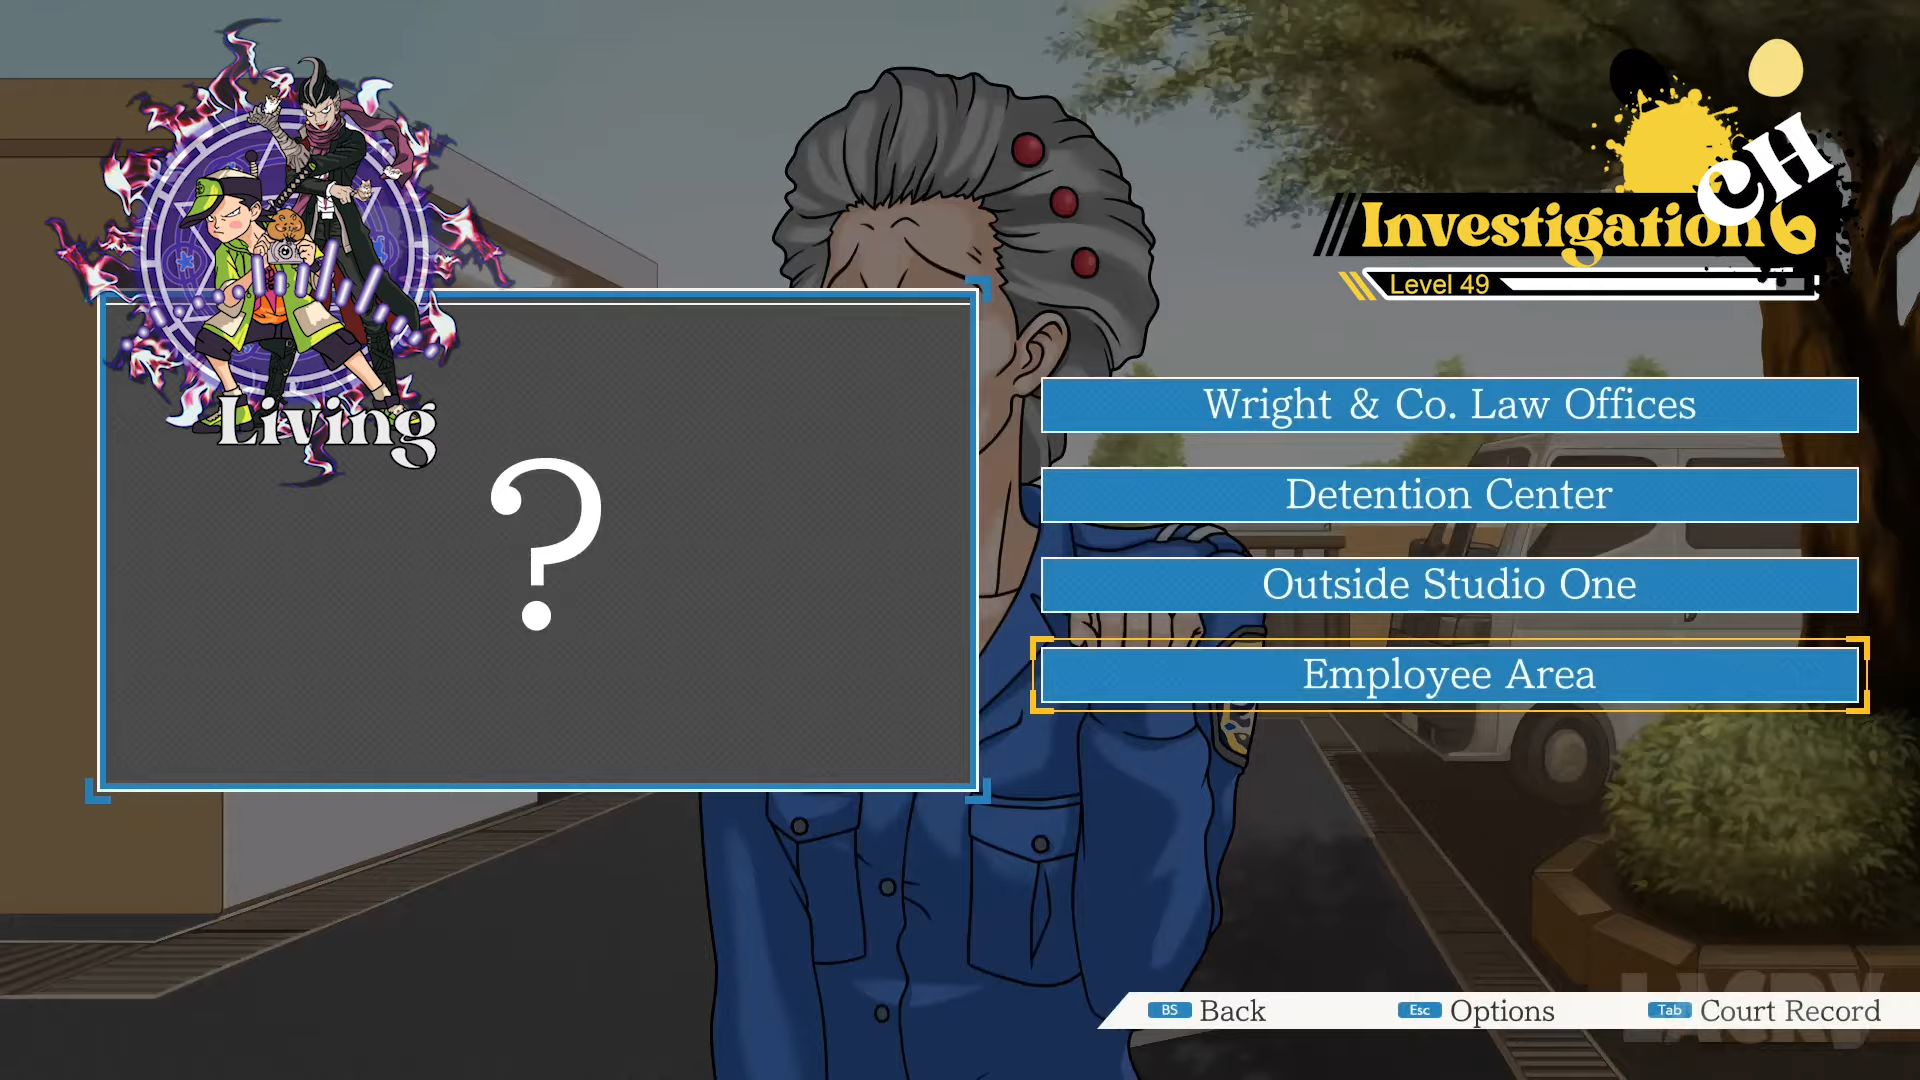 CH
Investigation 6
Level 49
Living
?
Wright & Co. Law Offices
Detention Center
Outside Studio One
Employee Area
BS Back
Esc Options
Tab Court Record